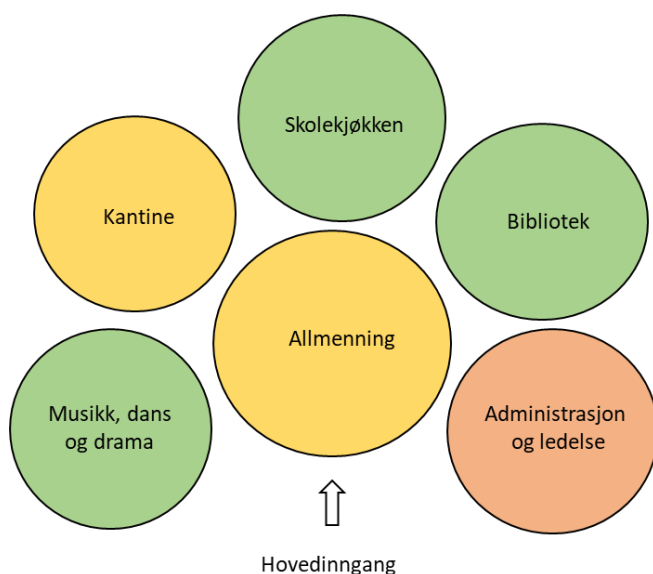 Skolekjøkken
Kantine
Bibliotek
Allmenning
Musikk, dans
og drama
Administrasjon
og ledelse
Hovedinngang